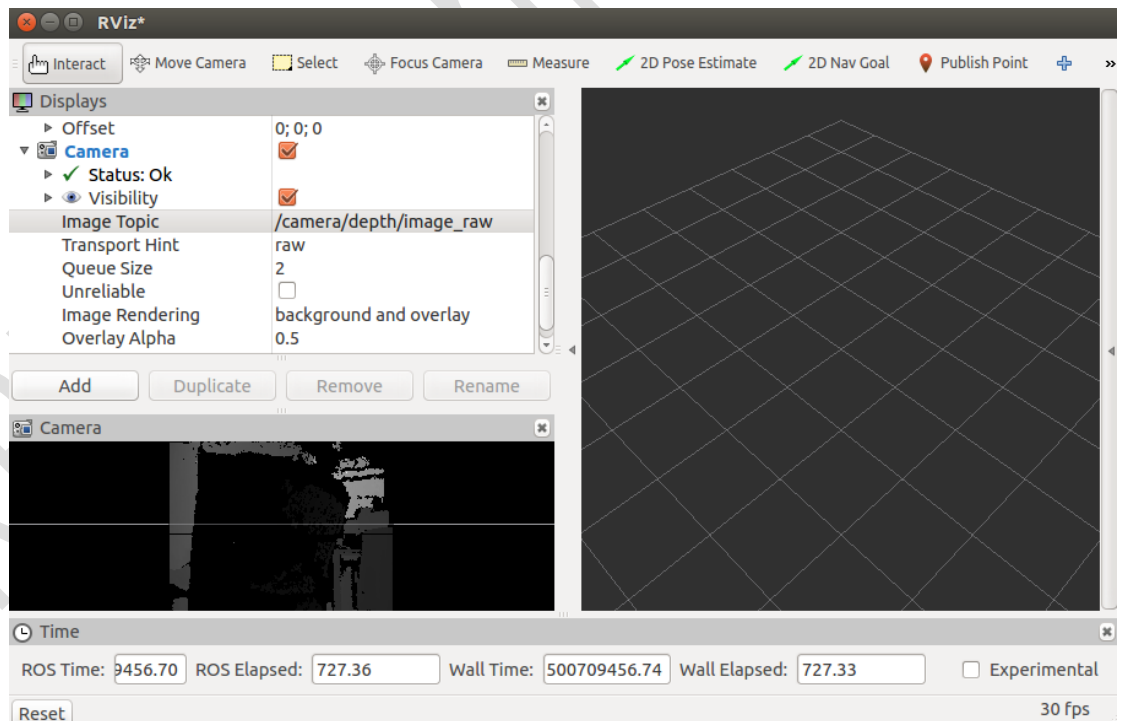 RViz*
Interact Move Camera Select Focus Camera Measure 2D Pose Estimate 2D Nav Goal Publish Point »
Displays
Offset 0; 0; 0
Camera
Status: Ok
Visibility
Image Topic /camera/depth/image_raw
Transport Hint raw
Queue Size 2
Unreliable
Image Rendering background and overlay
Overlay Alpha 0.5
Add Duplicate Remove Rename
Camera
Time
ROS Time: 9456.70 ROS Elapsed: 727.36 Wall Time: 500709456.74 Wall Elapsed: 727.33 Experimental
Reset 30 fps